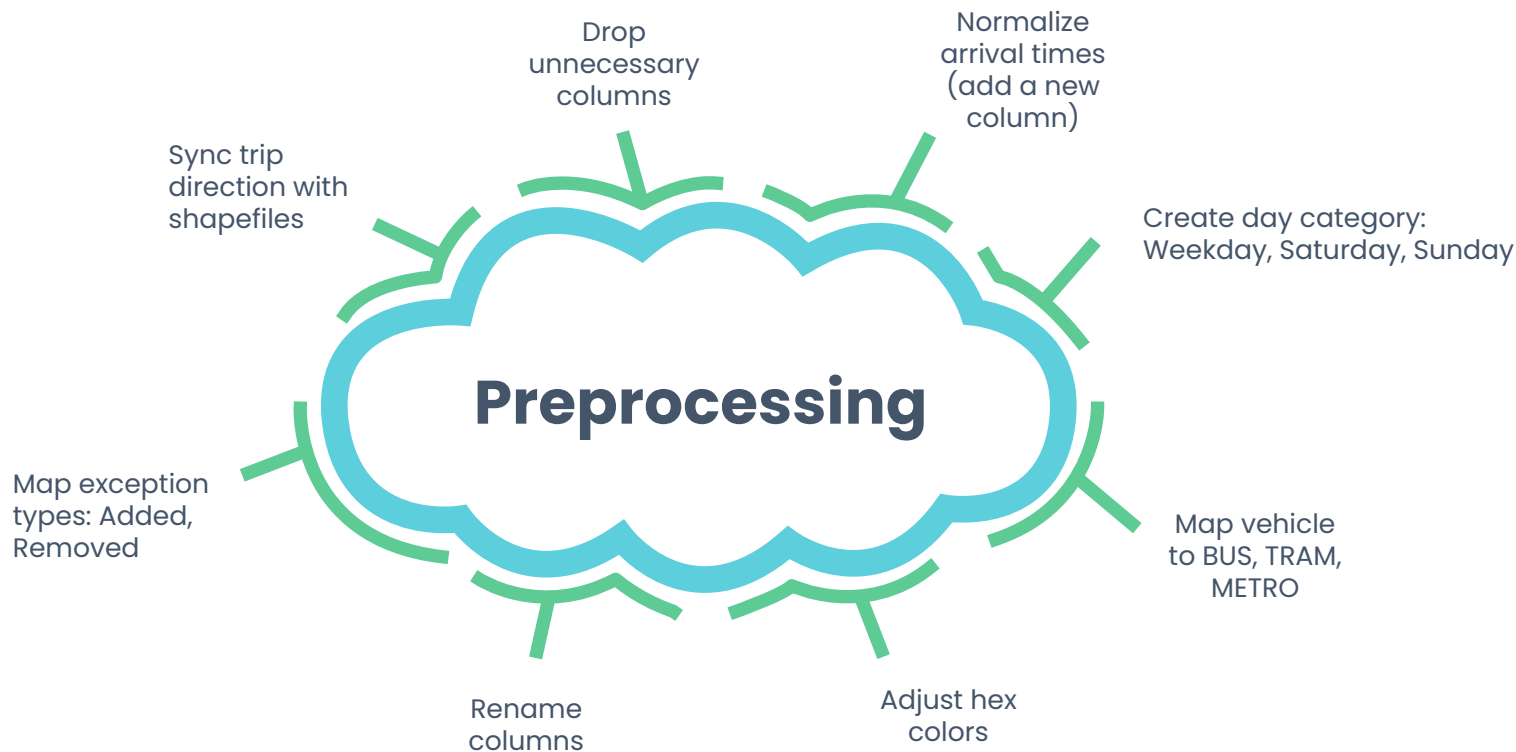 Drop
unnecessary
columns
Normalize
arrival times
(add a new
column)
Sync trip
direction with
shapefiles
Create day category:
Weekday, Saturday, Sunday
Preprocessing
Map exception
types: Added,
Removed
Map vehicle
to BUS, TRAM,
METRO
Rename
columns
Adjust hex
colors